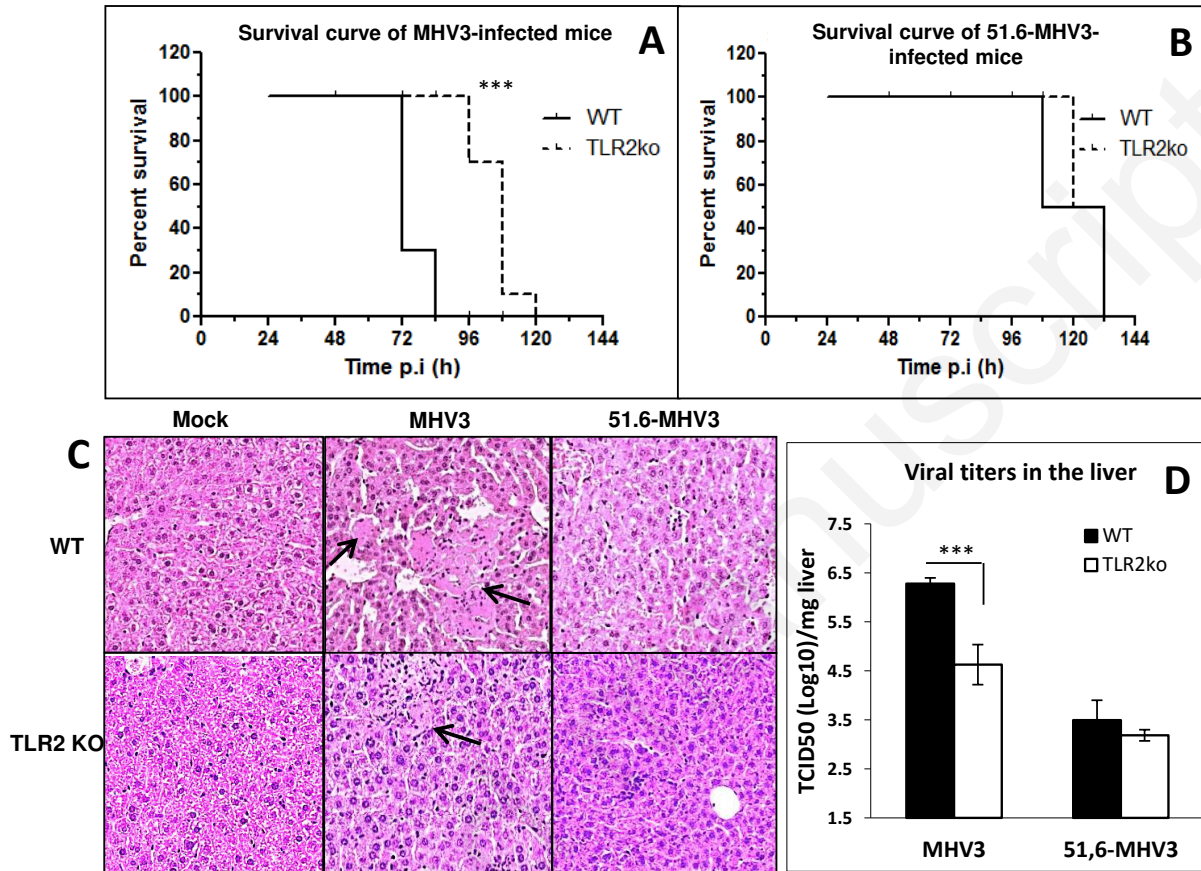 Survival curve of MHV3-infected mice
A
120
100
80
60
40
20
0
Percent survival
***
WT
TLR2ko
0 24 48 72 96 120 144
Time p.i (h)
Survival curve of 51.6-MHV3-
infected mice
B
120
100
80
60
40
20
0
Percent survival
WT
TLR2ko
0 24 48 72 96 120 144
Time p.i (h)
C
Mock MHV3 51.6-MHV3
WT
TLR2 KO
Viral titers in the liver
D
7.5
6.5
5.5
4.5
3.5
2.5
1.5
TCID50 (Log10)/mg liver
***
WT
TLR2ko
MHV3 51,6-MHV3